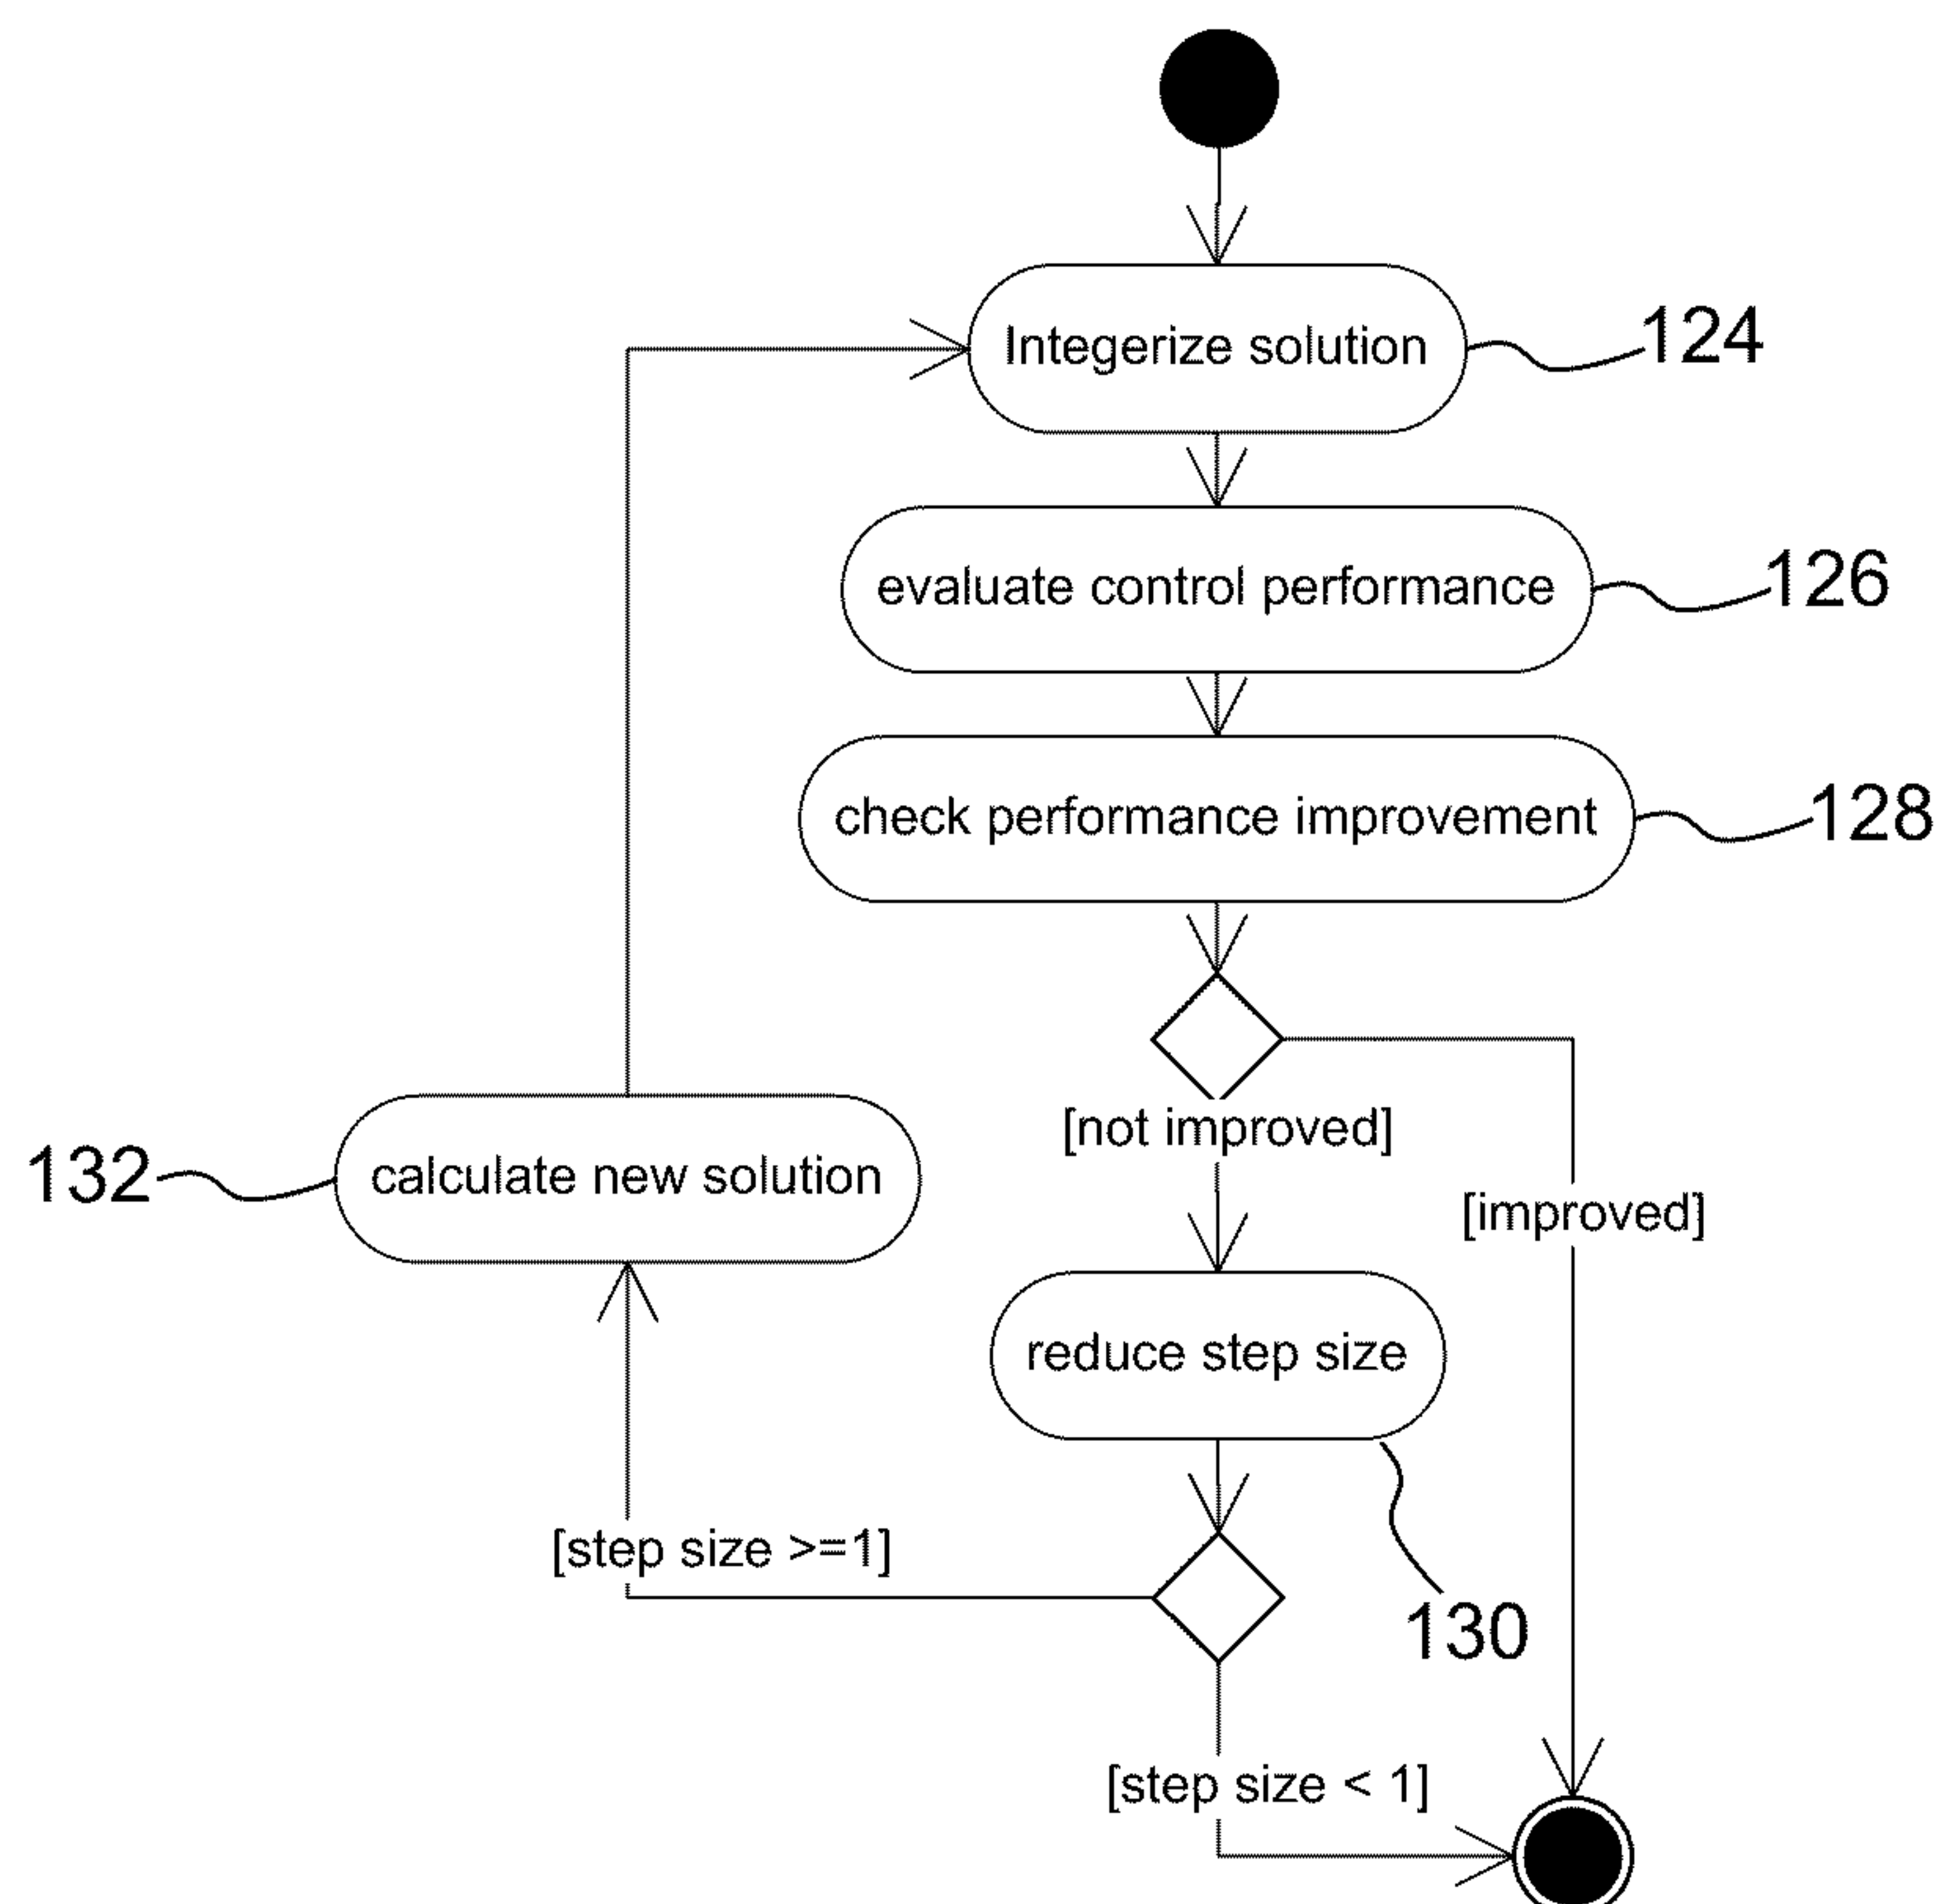 Integerize solution
124
evaluate control performance
126
check performance improvement
128
[not improved]
132
calculate new solution
[improved]
reduce step size
[step size >=1]
130
[step size < 1]